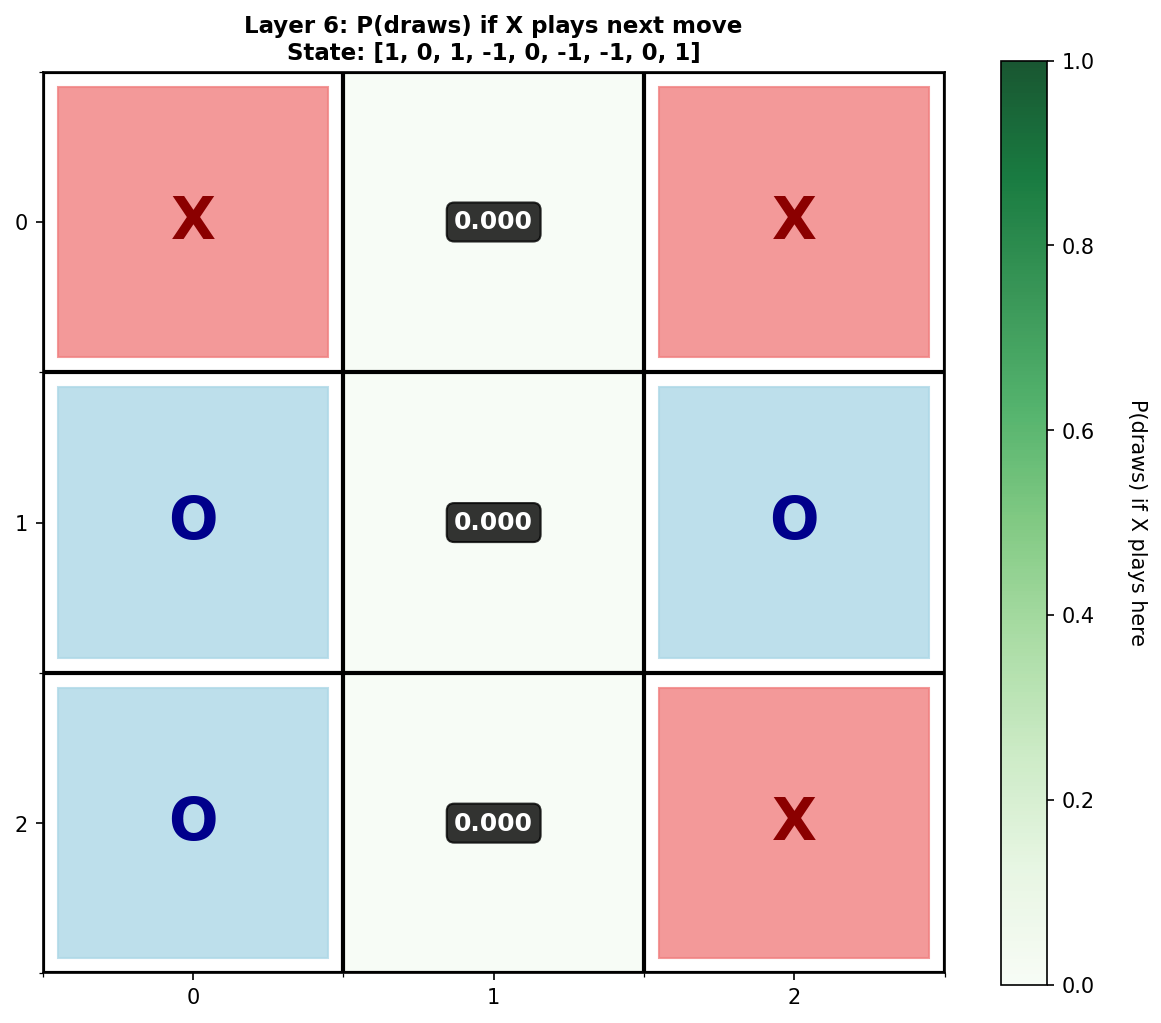 Layer 6: P(draws) if X plays next move
State: [1, 0, 1, -1, 0, -1, -1, 0, 1]
X 0.000 X
O 0.000 O
O 0.000 X
0
1
2
0 1 2
1.0
0.8
0.6
0.4
0.2
0.0
P(draws) if X plays here